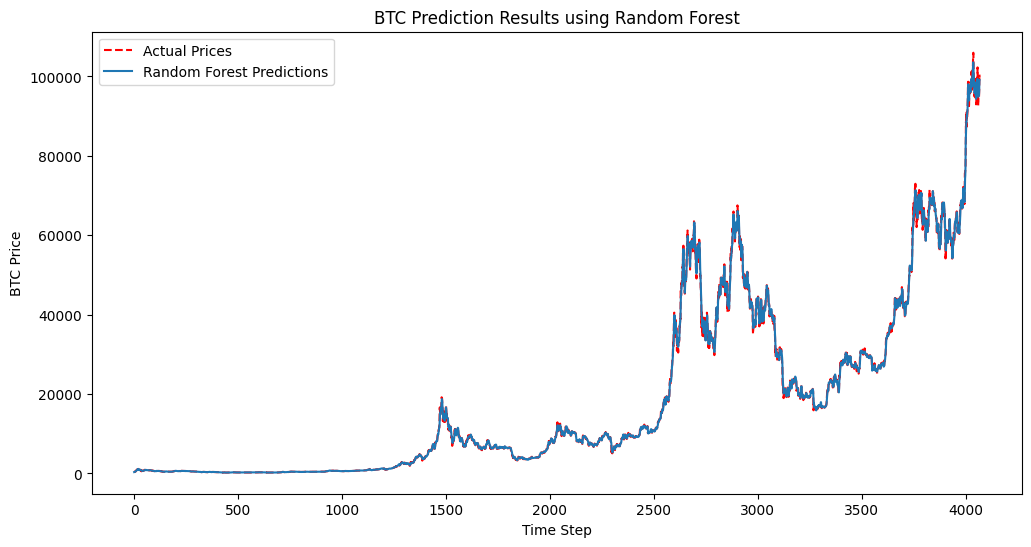 BTC Prediction Results using Random Forest
Actual Prices
Random Forest Predictions
100000
80000
60000
40000
20000
0
BTC Price
0 500 1000 1500 2000 2500 3000 3500 4000
Time Step